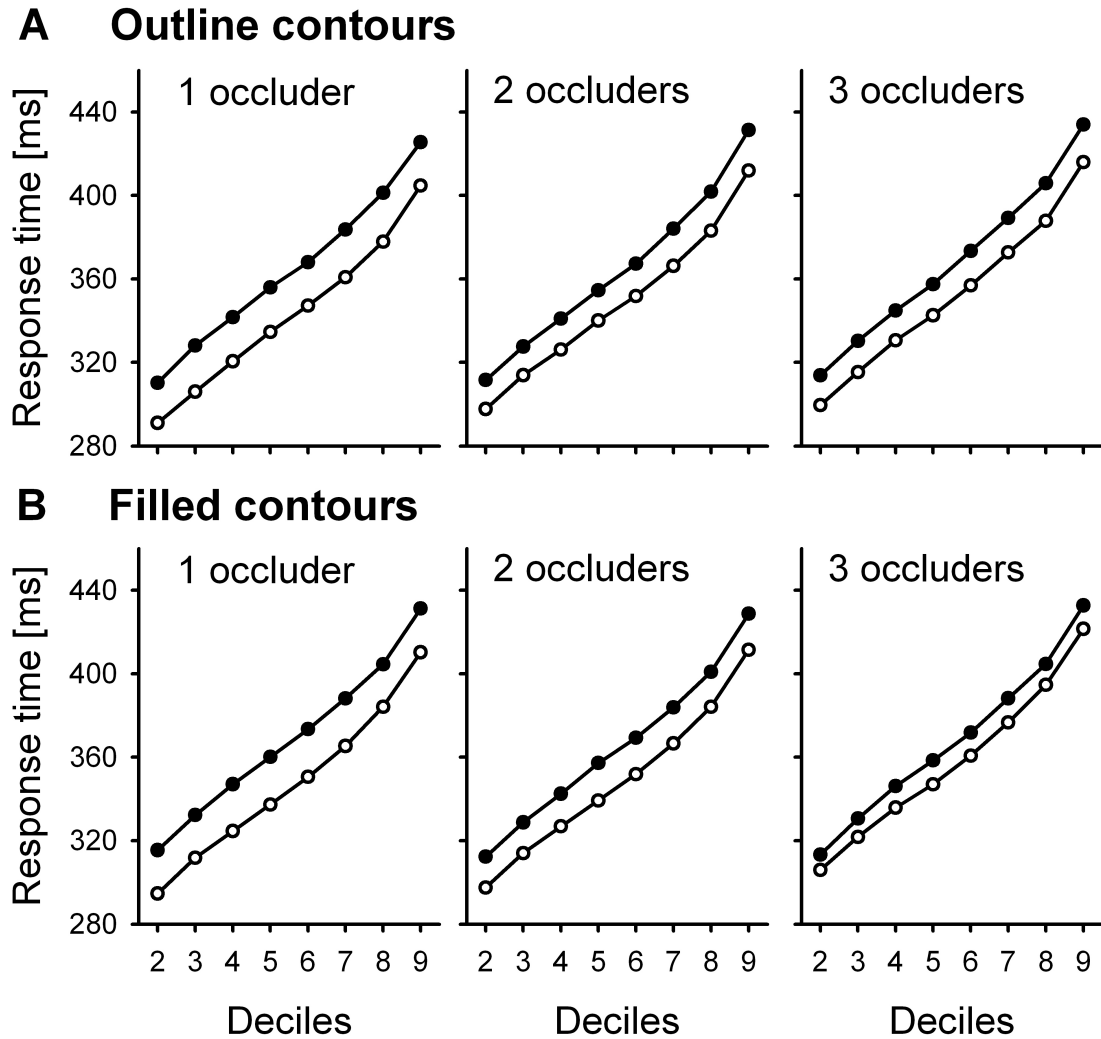 A Outline contours
Response time [ms]
440
400
360
320
280
1 occluder
2 occluders
3 occluders
B Filled contours
Response time [ms]
440
400
360
320
280
1 occluder
2 occluders
3 occluders
2 3 4 5 6 7 8 9
2 3 4 5 6 7 8 9
2 3 4 5 6 7 8 9
Deciles
Deciles
Deciles